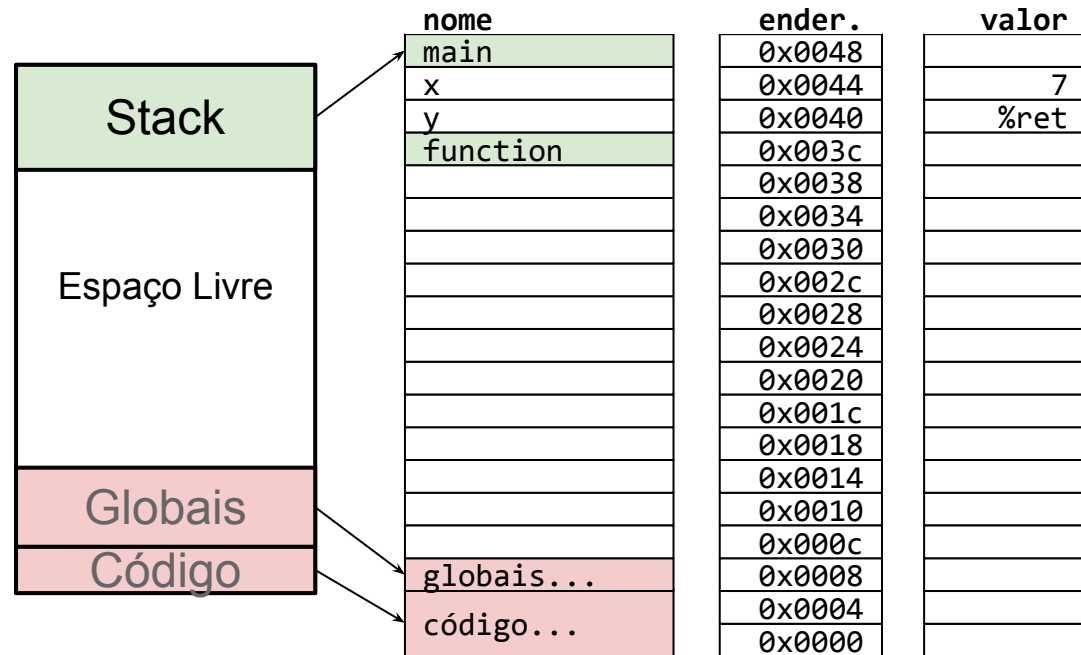 nome ender. valor
main 0x0048
x 0x0044 7
Stack y 0x0040 %ret
function 0x003c
0x0038
0x0034
0x0030
Espaço Livre 0x002c
0x0028
0x0024
0x0020
0x001c
0x0018
Globais 0x0014
0x0010
0x000c
Código globais... 0x0008
código... 0x0004
0x0000